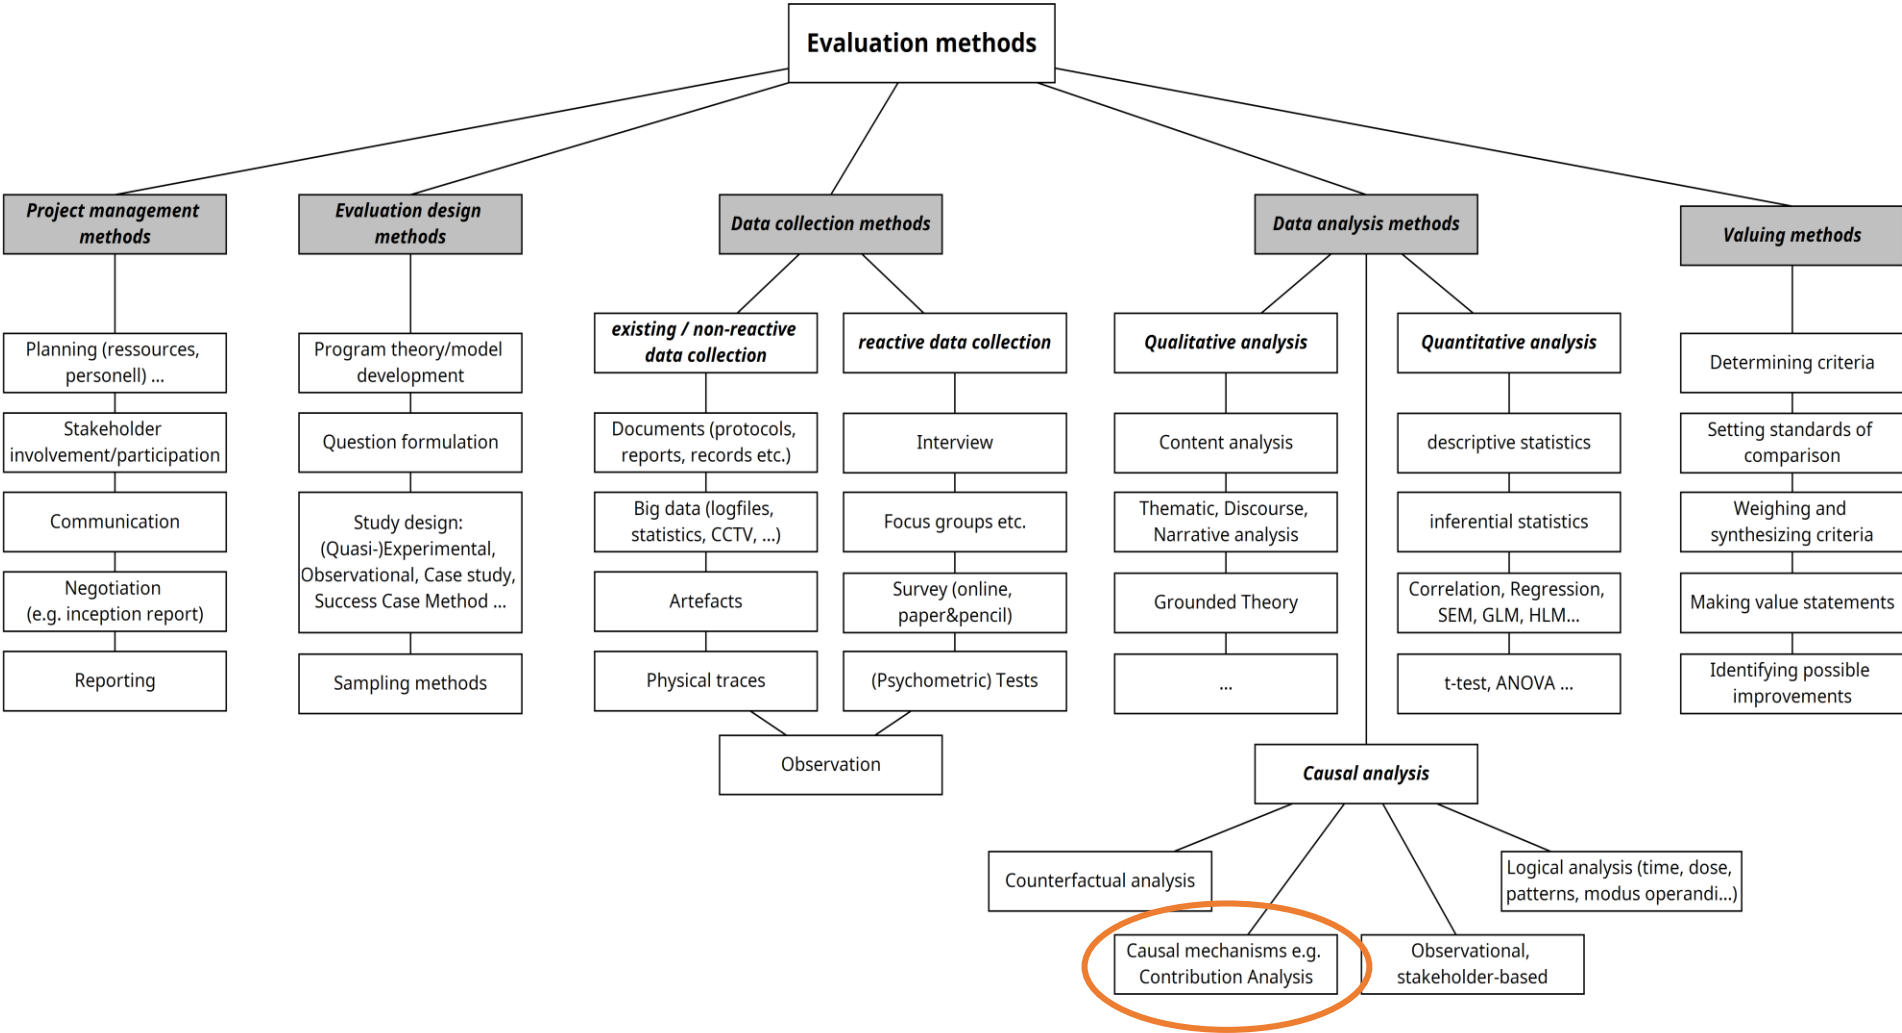 Evaluation methods
Project management
methods
Planning (ressources,
personell) ...
Stakeholder
involvement/participation
Communication
Negotiation
(e.g. inception report)
Reporting
Evaluation design
methods
Program theory/model
development
Question formulation
Study design:
(Quasi-)Experimental,
Observational, Case study,
Success Case Method ...
Sampling methods
Data collection methods
existing / non-reactive
data collection
Documents (protocols,
reports, records etc.)
Big data (logfiles,
statistics, CCTV, ...)
Artefacts
Physical traces
reactive data collection
Interview
Focus groups etc.
Survey (online,
paper&pencil)
(Psychometric) Tests
Observation
Data analysis methods
Qualitative analysis
Content analysis
Thematic, Discourse,
Narrative analysis
Grounded Theory
...
Quantitative analysis
descriptive statistics
inferential statistics
Correlation, Regression,
SEM, GLM, HLM...
t-test, ANOVA ...
Causal analysis
Counterfactual analysis
Causal mechanisms e.g.
Contribution Analysis
Observational,
stakeholder-based
Logical analysis (time, dose,
patterns, modus operandi...)
Valuing methods
Determining criteria
Setting standards of
comparison
Weighing and
synthesizing criteria
Making value statements
Identifying possible
improvements